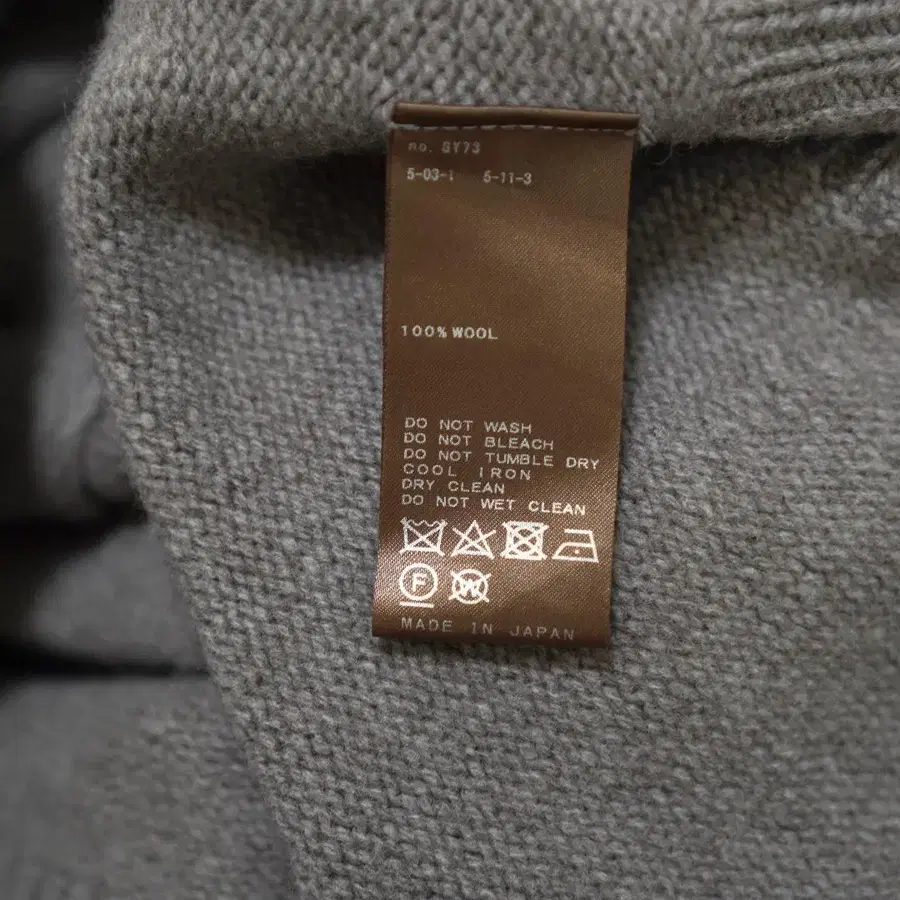 no. GY73
5-03-1 5-11-3
100% WOOL
DO NOT WASH
DO NOT BLEACH
DO NOT TUMBLE DRY
COOL IRON
DRY CLEAN
DO NOT WET CLEAN
F W
MADE IN JAPAN